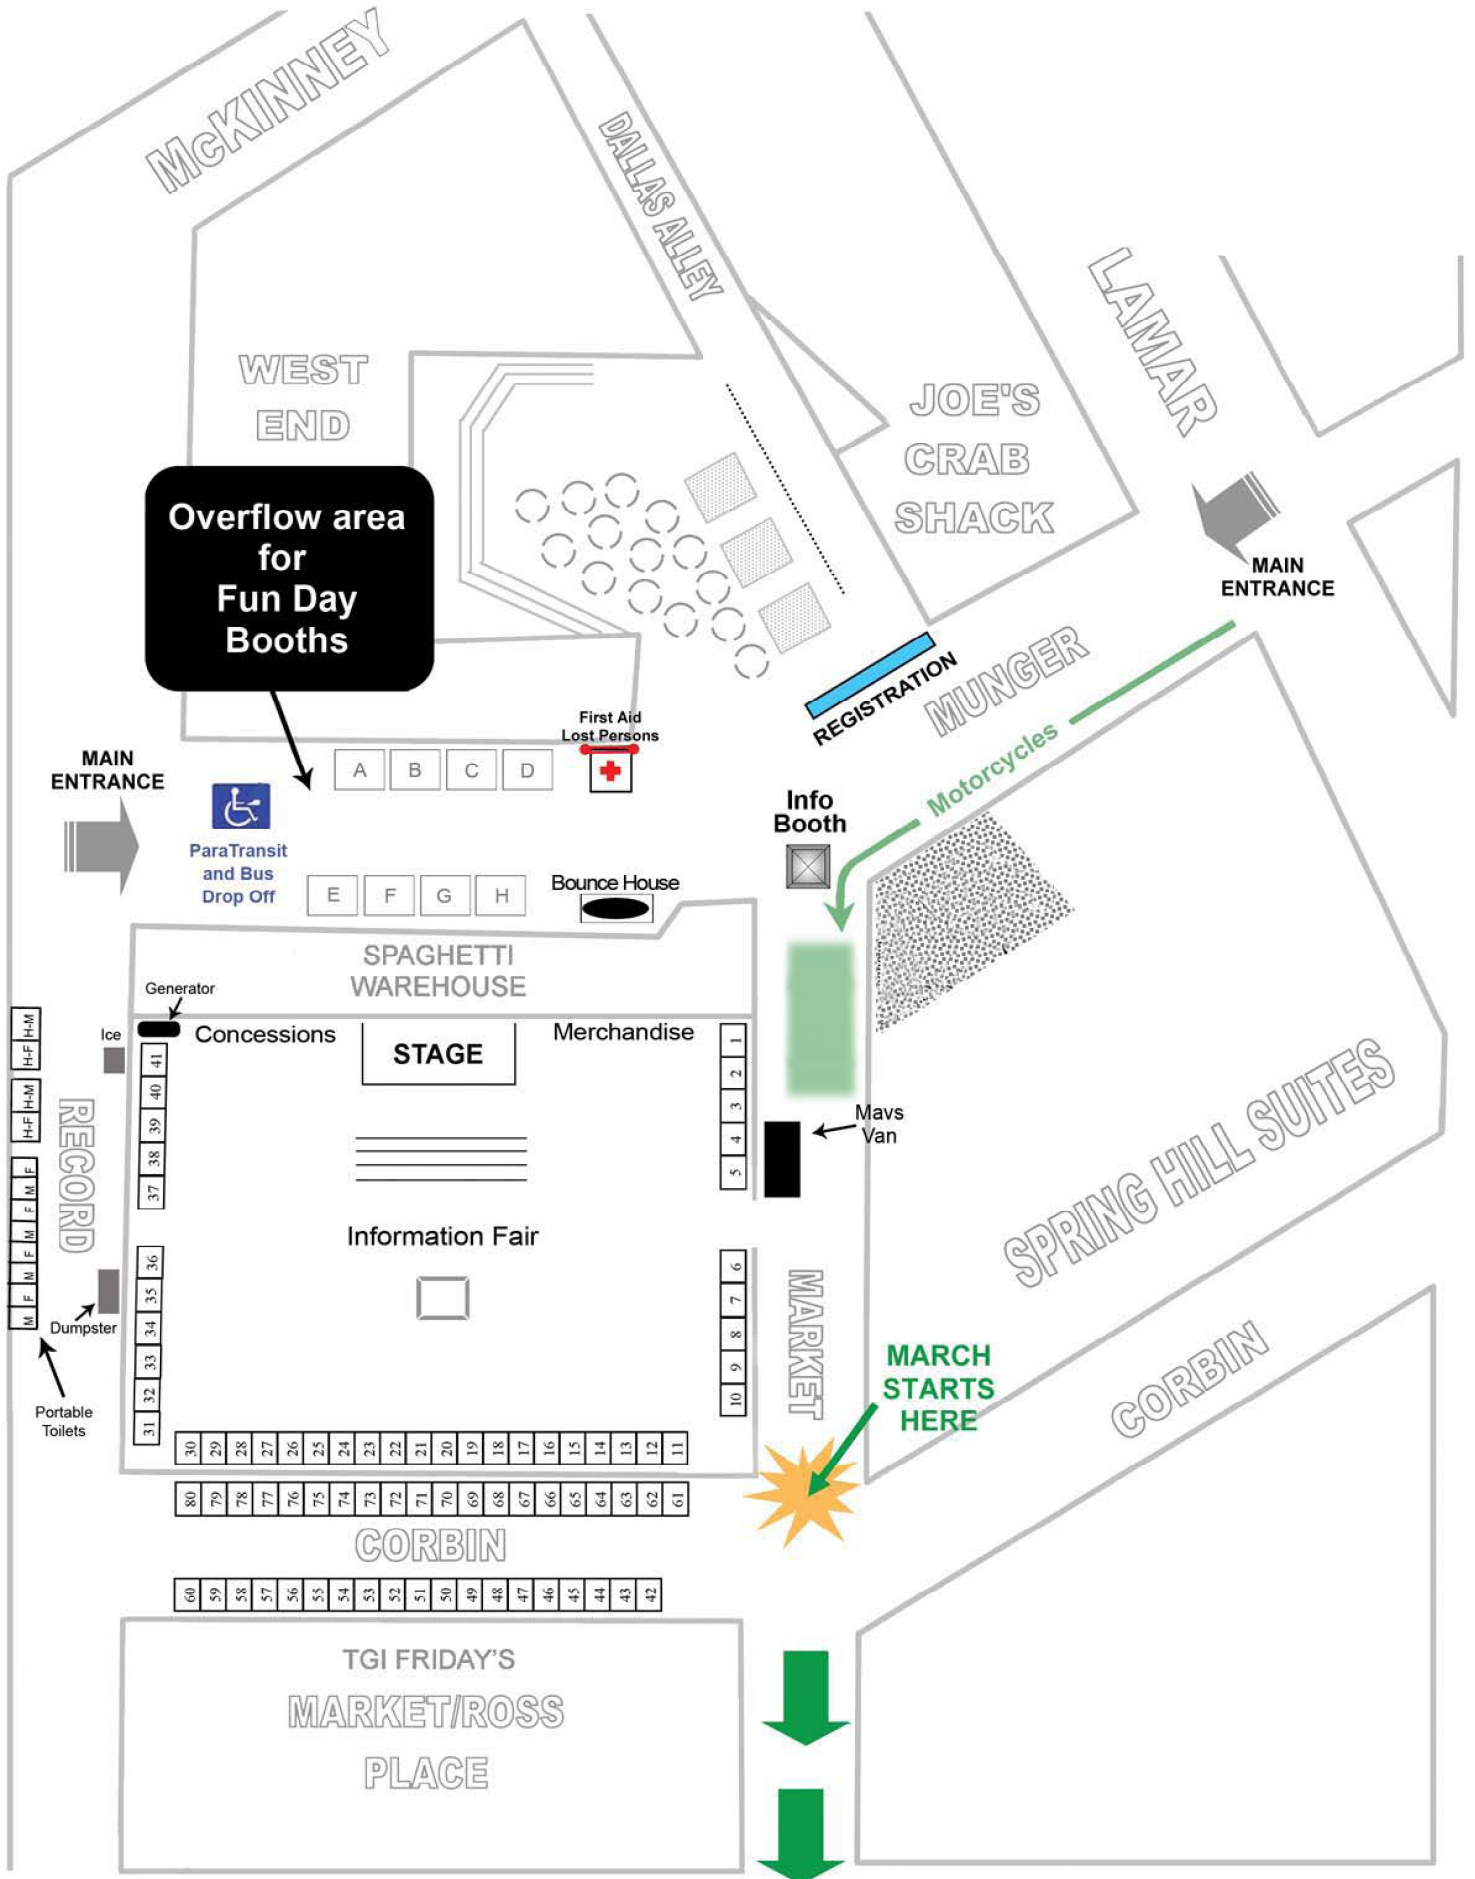 McKINNEY
DALLAS ALLEY
LAMAR
WEST
END
JOE'S
CRAB
SHACK
Overflow area
for
Fun Day
Booths
MAIN
ENTRANCE
REGISTRATION
MUNGER
First Aid
Lost Persons
A
B
C
D
MAIN
ENTRANCE
ParaTransit
and Bus
Drop Off
Info
Booth
Motorcycles
E
F
G
H
Bounce House
SPAGHETTI
WAREHOUSE
Generator
Ice
Concessions
STAGE
Merchandise
H-M
H-F
H-M
H-F
F
M
F
M
F
M
F
M
RECORD
41
40
39
38
37
36
35
34
33
32
31
1
2
3
4
5
6
7
8
9
10
Mavs
Van
Information Fair
Dumpster
Portable
Toilets
MARKET
SPRING HILL SUITES
MARCH
STARTS
HERE
CORBIN
30 29 28 27 26 25 24 23 22 21 20 19 18 17 16 15 14 13 12 11
80 79 78 77 76 75 74 73 72 71 70 69 68 67 66 65 64 63 62 61
CORBIN
60 59 58 57 56 55 54 53 52 51 50 49 48 47 46 45 44 43 42
TGI FRIDAY'S
MARKET/ROSS
PLACE